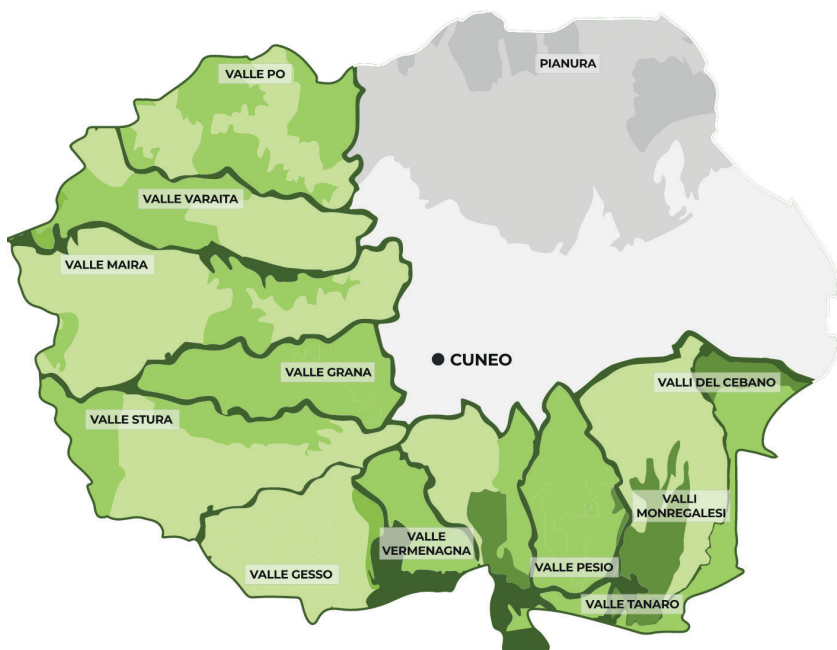 VALLE PO
PIANURA
VALLE VARAITA
VALLE MAIRA
CUNEO
VALLE GRANA
VALLI DEL CEBANO
VALLE STURA
VALLI
MONREGALESI
VALLE
VERMENAGNA
VALLE PESIO
VALLE GESSO
VALLE TANARO